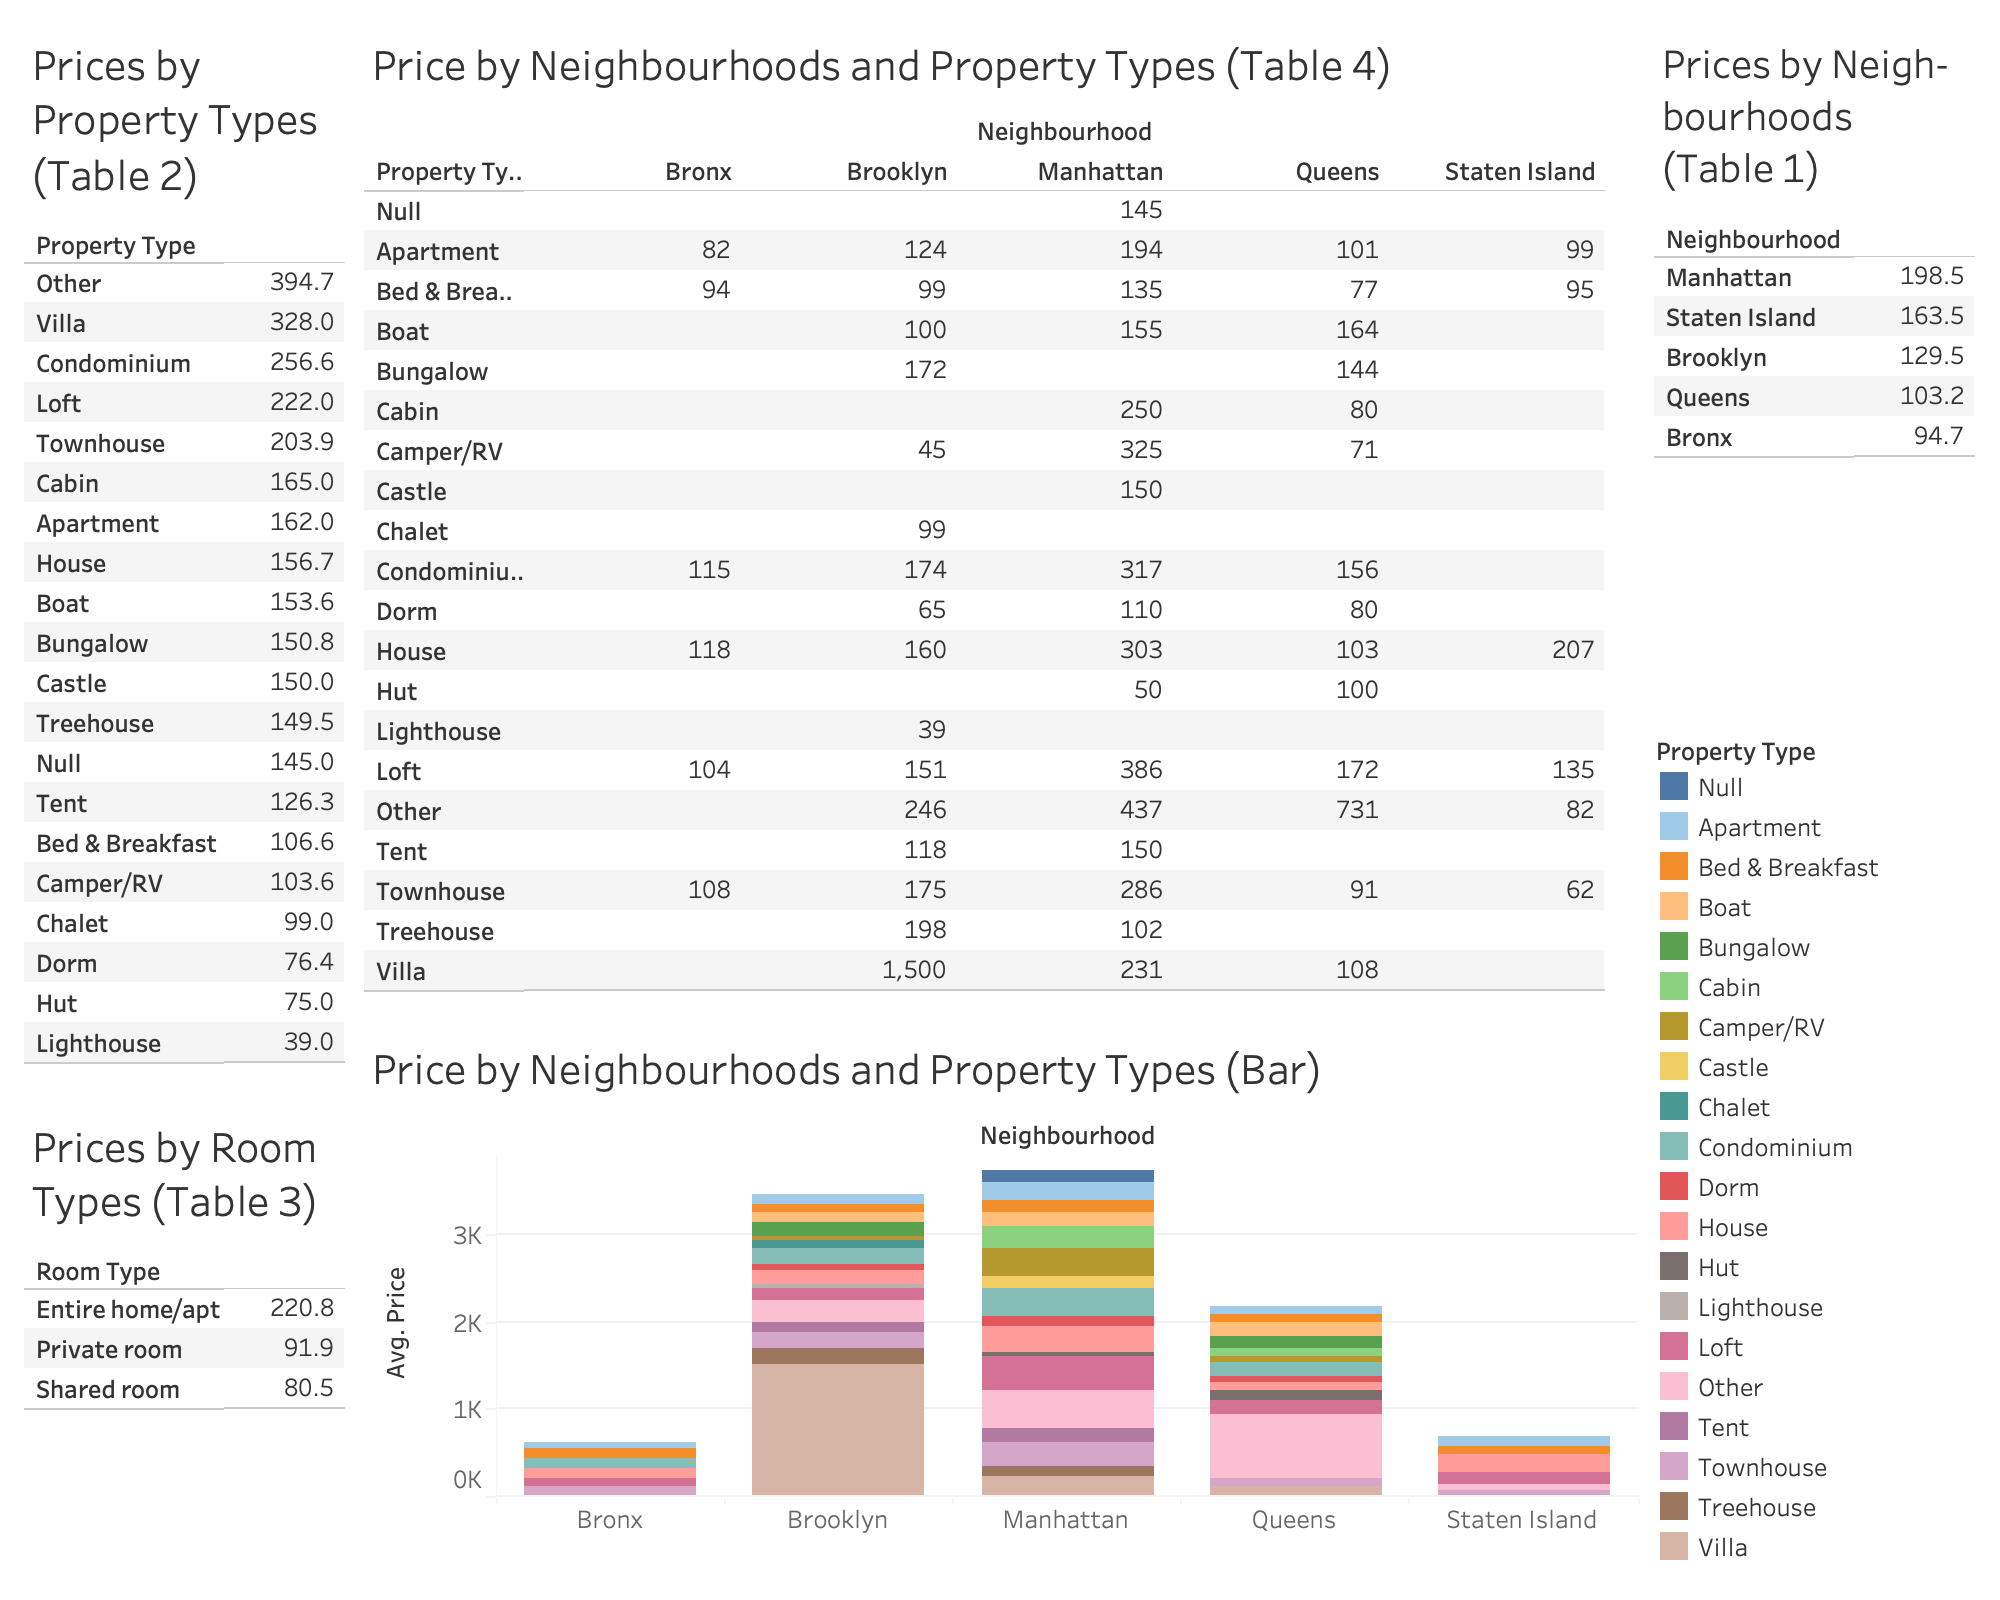 Prices by
Property Types
(Table 2)
Property Type
Other 394.7
Villa 328.0
Condominium 256.6
Loft 222.0
Townhouse 203.9
Cabin 165.0
Apartment 162.0
House 156.7
Boat 153.6
Bungalow 150.8
Castle 150.0
Treehouse 149.5
Null 145.0
Tent 126.3
Bed & Breakfast 106.6
Camper/RV 103.6
Chalet 99.0
Dorm 76.4
Hut 75.0
Lighthouse 39.0
Prices by Room
Types (Table 3)
Room Type
Entire home/apt 220.8
Private room 91.9
Shared room 80.5
Price by Neighbourhoods and Property Types (Table 4)
Neighbourhood
Property Ty.. Bronx Brooklyn Manhattan Queens Staten Island
Null 145
Apartment 82 124 194 101 99
Bed & Brea.. 94 99 135 77 95
Boat 100 155 164
Bungalow 172 144
Cabin 250 80
Camper/RV 45 325 71
Castle 150
Chalet 99
Condominiu.. 115 174 317 156
Dorm 65 110 80
House 118 160 303 103 207
Hut 50 100
Lighthouse 39
Loft 104 151 386 172 135
Other 246 437 731 82
Tent 118 150
Townhouse 108 175 286 91 62
Treehouse 198 102
Villa 1,500 231 108
Price by Neighbourhoods and Property Types (Bar)
Neighbourhood
Avg. Price
3K
2K
1K
0K
Bronx Brooklyn Manhattan Queens Staten Island
Prices by Neigh-
bourhoods
(Table 1)
Neighbourhood
Manhattan 198.5
Staten Island 163.5
Brooklyn 129.5
Queens 103.2
Bronx 94.7
Property Type
Null
Apartment
Bed & Breakfast
Boat
Bungalow
Cabin
Camper/RV
Castle
Chalet
Condominium
Dorm
House
Hut
Lighthouse
Loft
Other
Tent
Townhouse
Treehouse
Villa